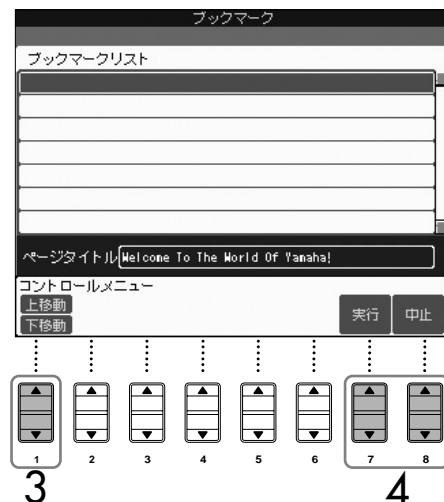 ブックマーク
ブックマークリスト
ページタイトル Welcome To The World Of Yamaha!
コントロールメニュー
上移動
下移動
実行 中止
1 2 3 4 5 6 7 8
3 4